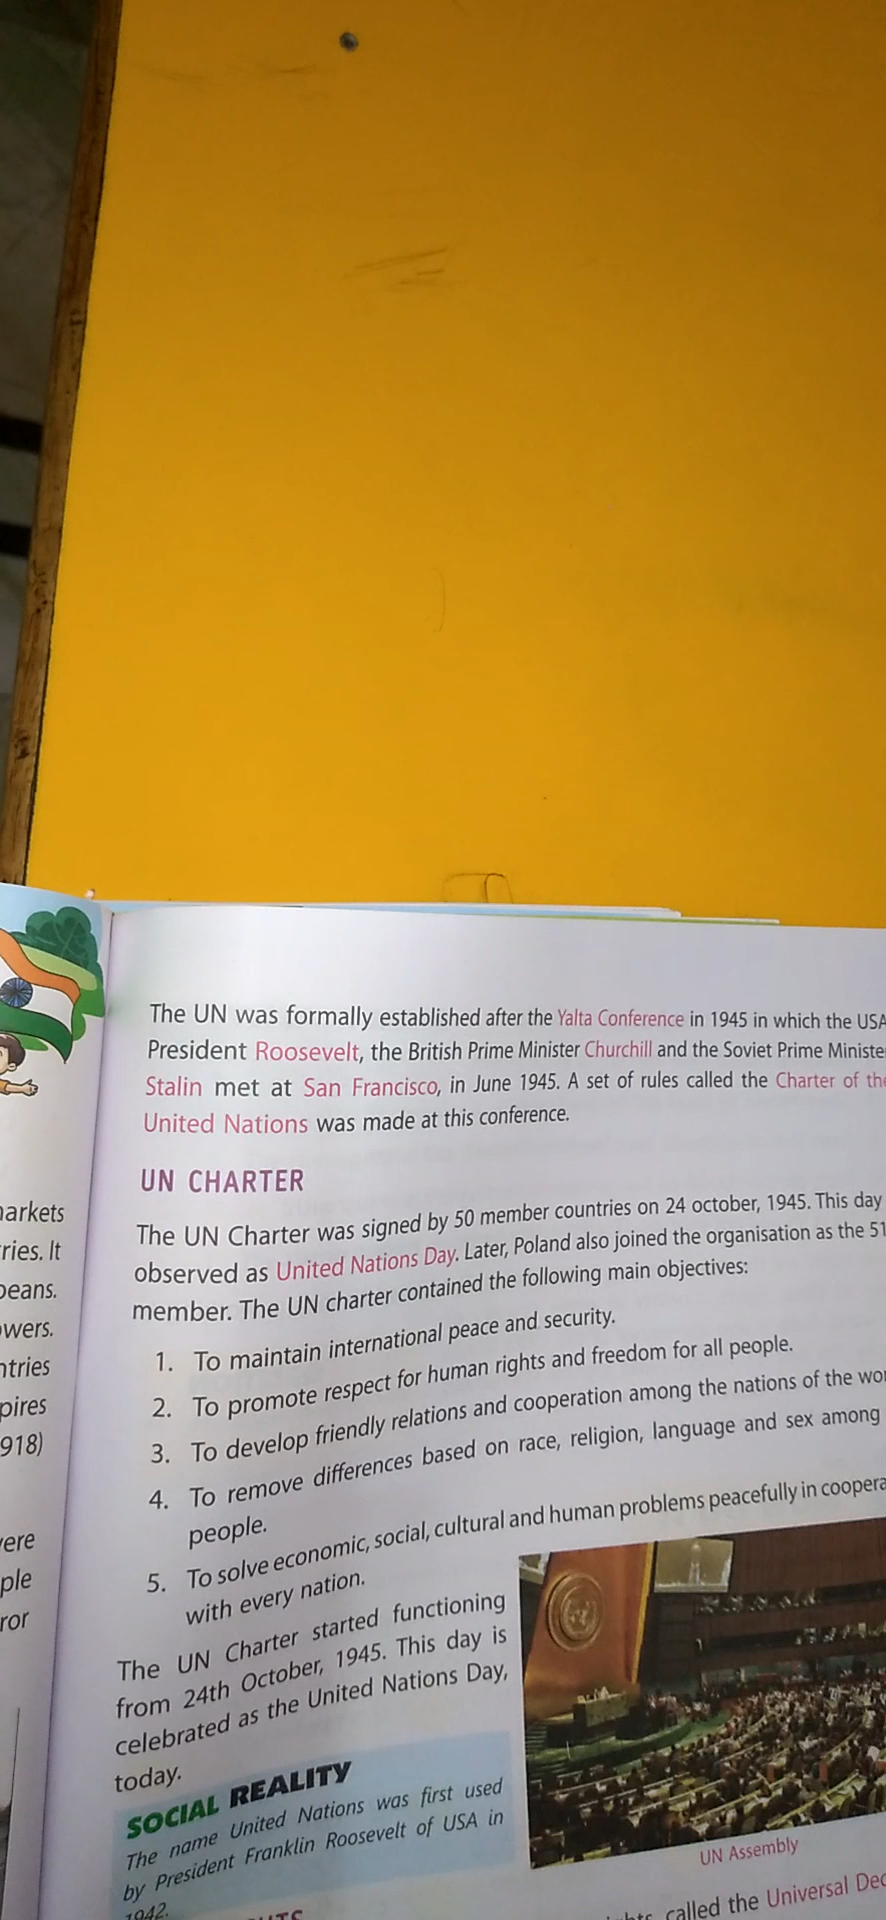 The UN was formally established after the Yalta Conference in 1945 in which the USA
President Roosevelt, the British Prime Minister Churchill and the Soviet Prime Ministe
Stalin met at San Francisco, in June 1945. A set of rules called the Charter of the
United Nations was made at this conference.
UN CHARTER
The UN Charter was signed by 50 member countries on 24 october, 1945. This day
observed as United Nations Day. Later, Poland also joined the organisation as the 51
member. The UN charter contained the following main objectives:
1. To maintain international peace and security.
2. To promote respect for human rights and freedom for all people.
3. To develop friendly relations and cooperation among the nations of the wor
4. To remove differences based on race, religion, language and sex among
people.
5. To solve economic, social, cultural and human problems peacefully in coopera
with every nation.
The UN Charter started functioning
from 24th October, 1945. This day is
celebrated as the United Nations Day,
today.
SOCIAL REALITY
The name United Nations was first used
by President Franklin Roosevelt of USA in
1942.
UN Assembly
called the Universal Dec
arkets
ries. It
peans.
wers.
ntries
pires
918)
ere
ple
ror